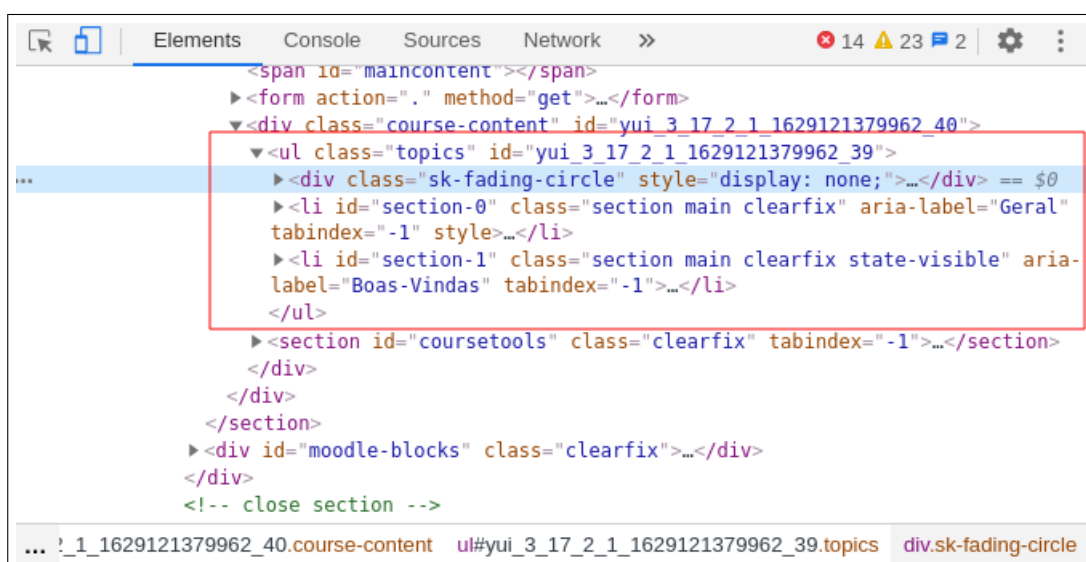 Elements Console Sources Network » 14 23 2
<span id="maincontent"></span>
▶<form action="." method="get">…</form>
▼<div class="course-content" id="yui_3_17_2_1_1629121379962_40">
▼<ul class="topics" id="yui_3_17_2_1_1629121379962_39">
... ▶<div class="sk-fading-circle" style="display: none;">…</div> == $0
▶<li id="section-0" class="section main clearfix" aria-label="Geral"
tabindex="-1" style>…</li>
▶<li id="section-1" class="section main clearfix state-visible" aria-
label="Boas-Vindas" tabindex="-1">…</li>
</ul>
▶<section id="coursetools" class="clearfix" tabindex="-1">…</section>
</div>
</div>
</section>
▶<div id="moodle-blocks" class="clearfix">…</div>
</div>
<!-- close section -->
... 2_1_1629121379962_40.course-content ul#yui_3_17_2_1_1629121379962_39.topics div.sk-fading-circle